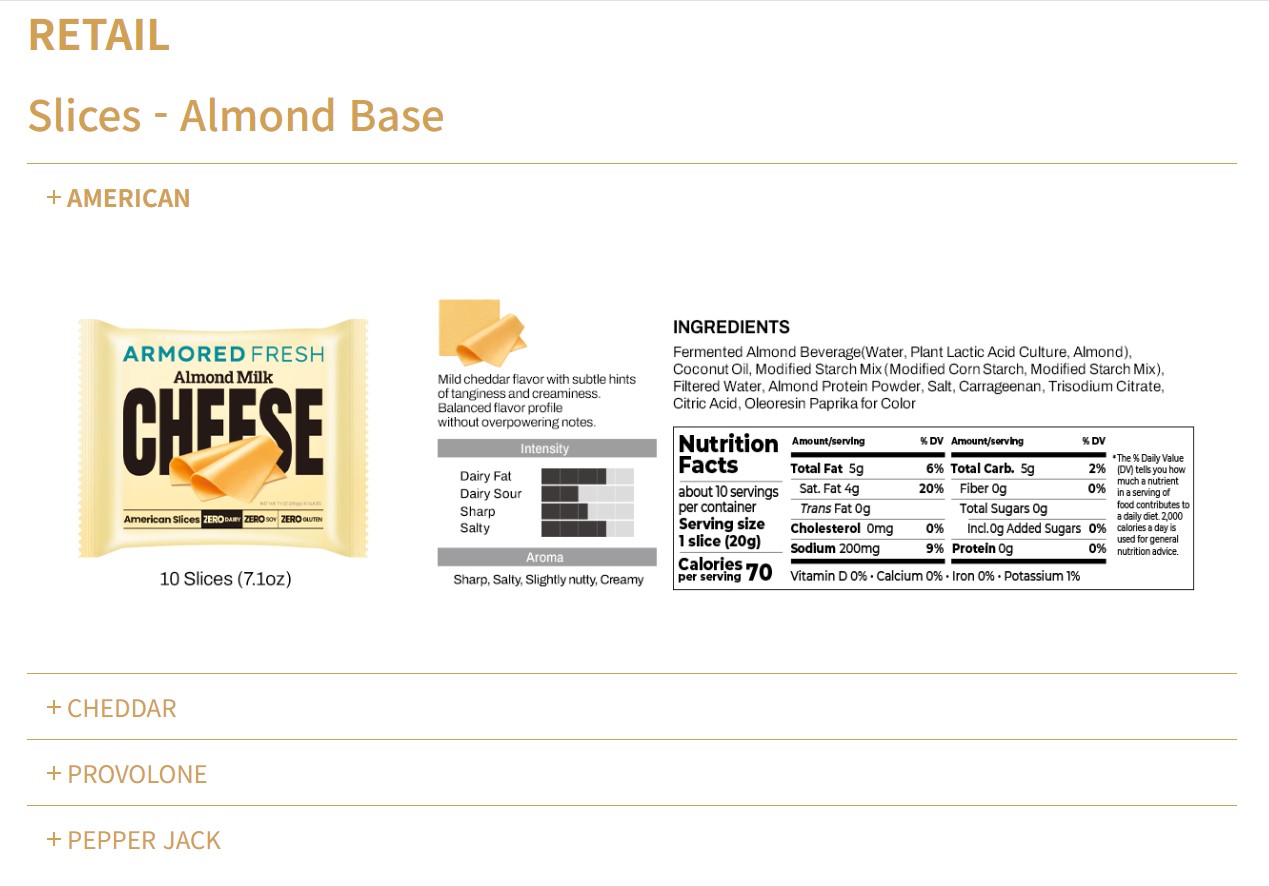 RETAIL
Slices - Almond Base
+ AMERICAN
ARMORED FRESH
Almond Milk
CHEESE
American Slices ZERO DAIRY ZERO SOY ZERO GLUTEN
10 Slices (7.1oz)
Mild cheddar flavor with subtle hints
of tanginess and creaminess.
Balanced flavor profile
without overpowering notes.
Intensity
Dairy Fat
Dairy Sour
Sharp
Salty
Aroma
Sharp, Salty, Slightly nutty, Creamy
INGREDIENTS
Fermented Almond Beverage(Water, Plant Lactic Acid Culture, Almond),
Coconut Oil, Modified Starch Mix (Modified Corn Starch, Modified Starch Mix),
Filtered Water, Almond Protein Powder, Salt, Carrageenan, Trisodium Citrate,
Citric Acid, Oleoresin Paprika for Color
Nutrition
Facts
about 10 servings
per container
Serving size
1 slice (20g)
Calories
per serving 70
Amount/serving % DV
Total Fat 5g 6%
Sat. Fat 4g 20%
Trans Fat 0g
Cholesterol 0mg 0%
Sodium 200mg 9%
Amount/serving % DV
Total Carb. 5g 2%
Fiber 0g 0%
Total Sugars 0g
Incl.0g Added Sugars 0%
Protein 0g 0%
Vitamin D 0% • Calcium 0% • Iron 0% • Potassium 1%
*The % Daily Value
(DV) tells you how
much a nutrient
in a serving of
food contributes to
a daily diet. 2,000
calories a day is
used for general
nutrition advice.
+ CHEDDAR
+ PROVOLONE
+ PEPPER JACK